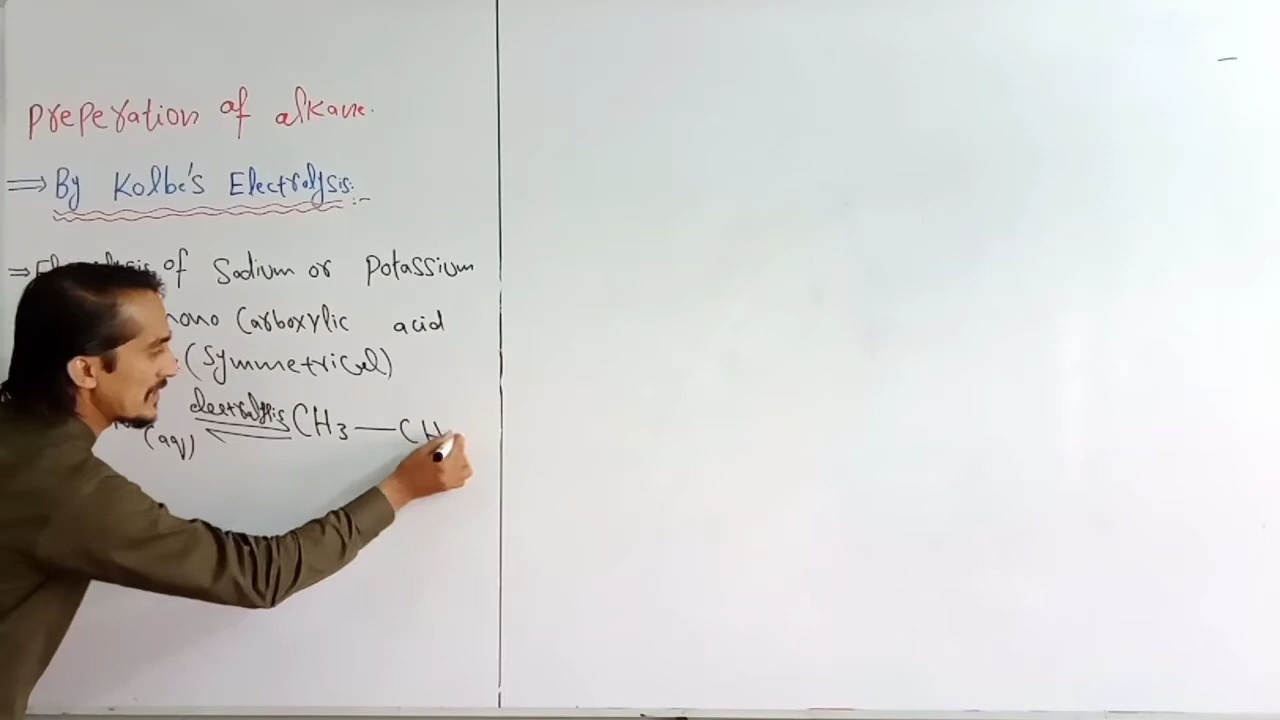 Preperation of alkane.
⇒ By Kolbe's Electrolysis:-
⇒ of Sodium or Potassium
mono Carboxylic acid
(Symmetrical)
(aq) electrolysis CH3 — CH